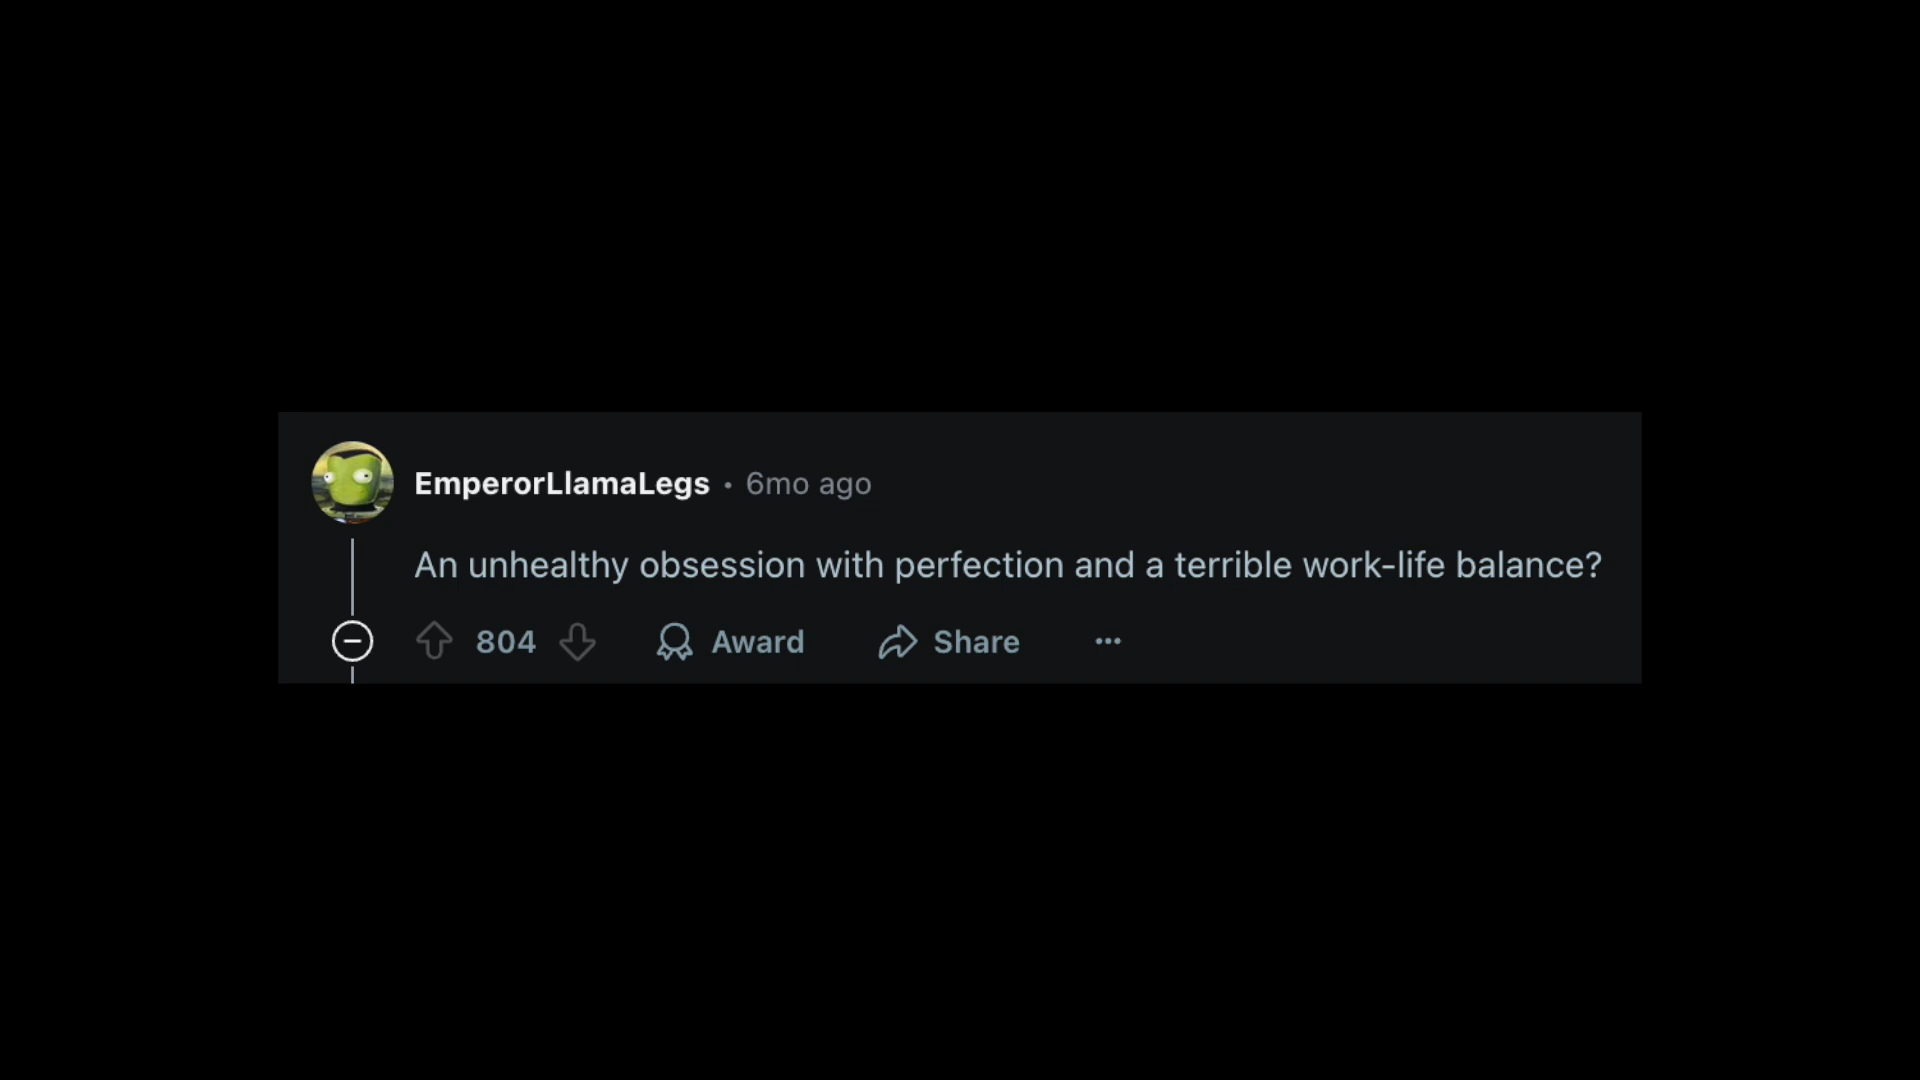 EmperorLlamaLegs • 6mo ago
An unhealthy obsession with perfection and a terrible work-life balance?
804 Award Share ...